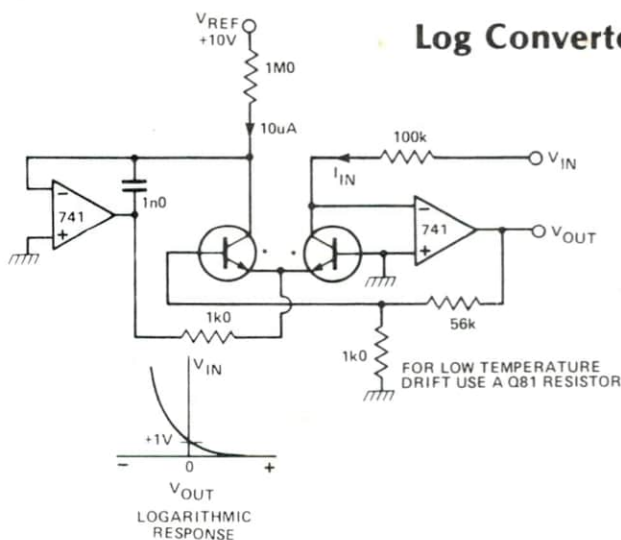 Log Converte
VREF
+10V
1M0
10uA
100k
VIN
IIN
741
1n0
741
VOUT
1k0
56k
1k0
FOR LOW TEMPERATURE
DRIFT USE A Q81 RESISTOR
VIN
+1V
-
0
+
VOUT
LOGARITHMIC
RESPONSE